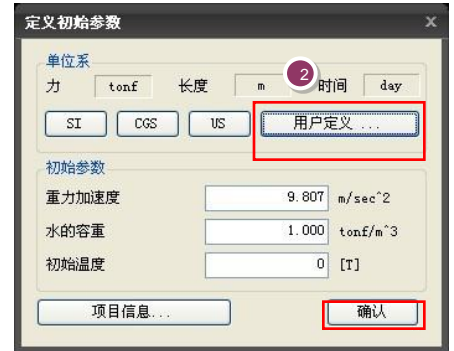 定义初始参数 x
单位系
力 tonf 长度 m 2 时间 day
SI CGS US 用户定义 ...
初始参数
重力加速度 9.807 m/sec^2
水的容重 1.000 tonf/m^3
初始温度 0 [T]
项目信息... 确认